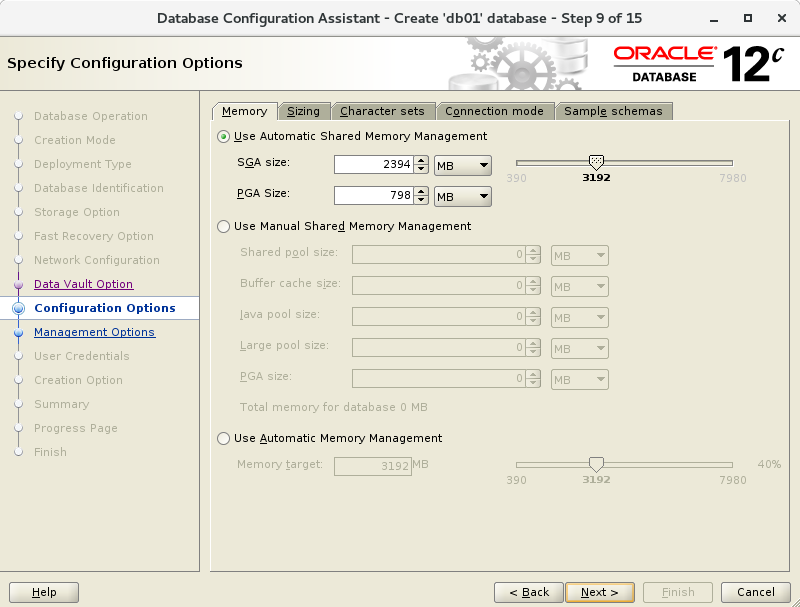 Database Configuration Assistant - Create 'db01' database - Step 9 of 15
Specify Configuration Options
ORACLE®
DATABASE
12c
Database Operation
Creation Mode
Deployment Type
Database Identification
Storage Option
Fast Recovery Option
Network Configuration
Data Vault Option
Configuration Options
Management Options
User Credentials
Creation Option
Summary
Progress Page
Finish
Memory Sizing Character sets Connection mode Sample schemas
Use Automatic Shared Memory Management
SGA size: 2394 MB
390 3192 7980
PGA Size: 798 MB
Use Manual Shared Memory Management
Shared pool size: 0 MB
Buffer cache size: 0 MB
Java pool size: 0 MB
Large pool size: 0 MB
PGA size: 0 MB
Total memory for database 0 MB
Use Automatic Memory Management
Memory target: 3192 MB 40%
390 3192 7980
Help < Back Next > Finish Cancel